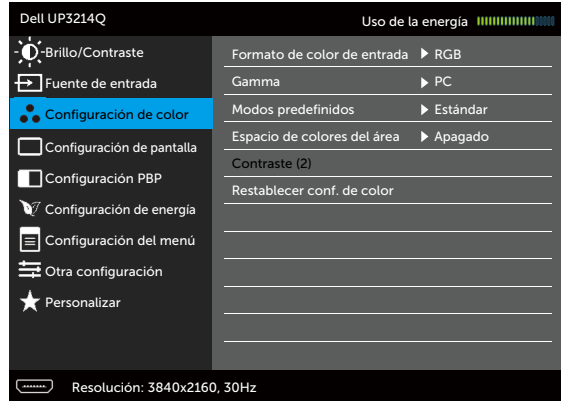 Dell UP3214Q
Uso de la energía
Brillo/Contraste
Fuente de entrada
Configuración de color
Configuración de pantalla
Configuración PBP
Configuración de energía
Configuración del menú
Otra configuración
Personalizar
Formato de color de entrada RGB
Gamma PC
Modos predefinidos Estándar
Espacio de colores del área Apagado
Contraste (2)
Restablecer conf. de color
Resolución: 3840x2160, 30Hz